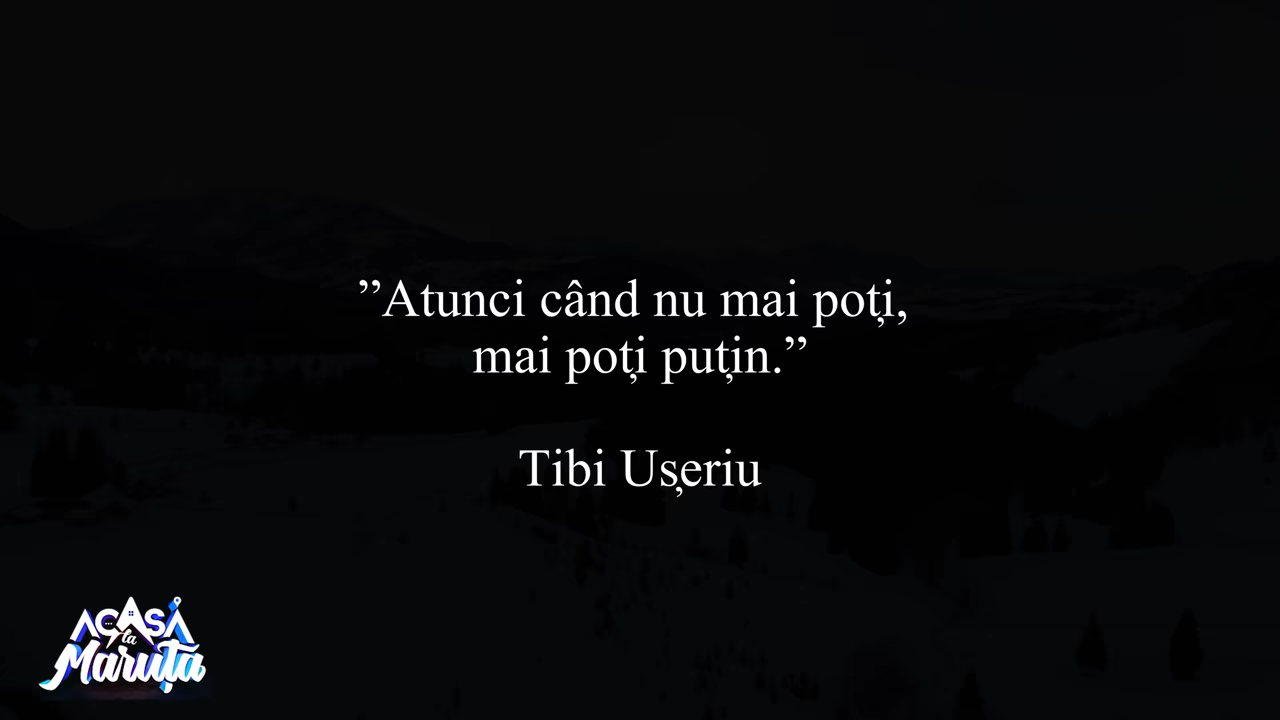 ”Atunci când nu mai poți,
mai poți puțin.”
Tibi Ușeriu
ACASĂ
la
Măruță